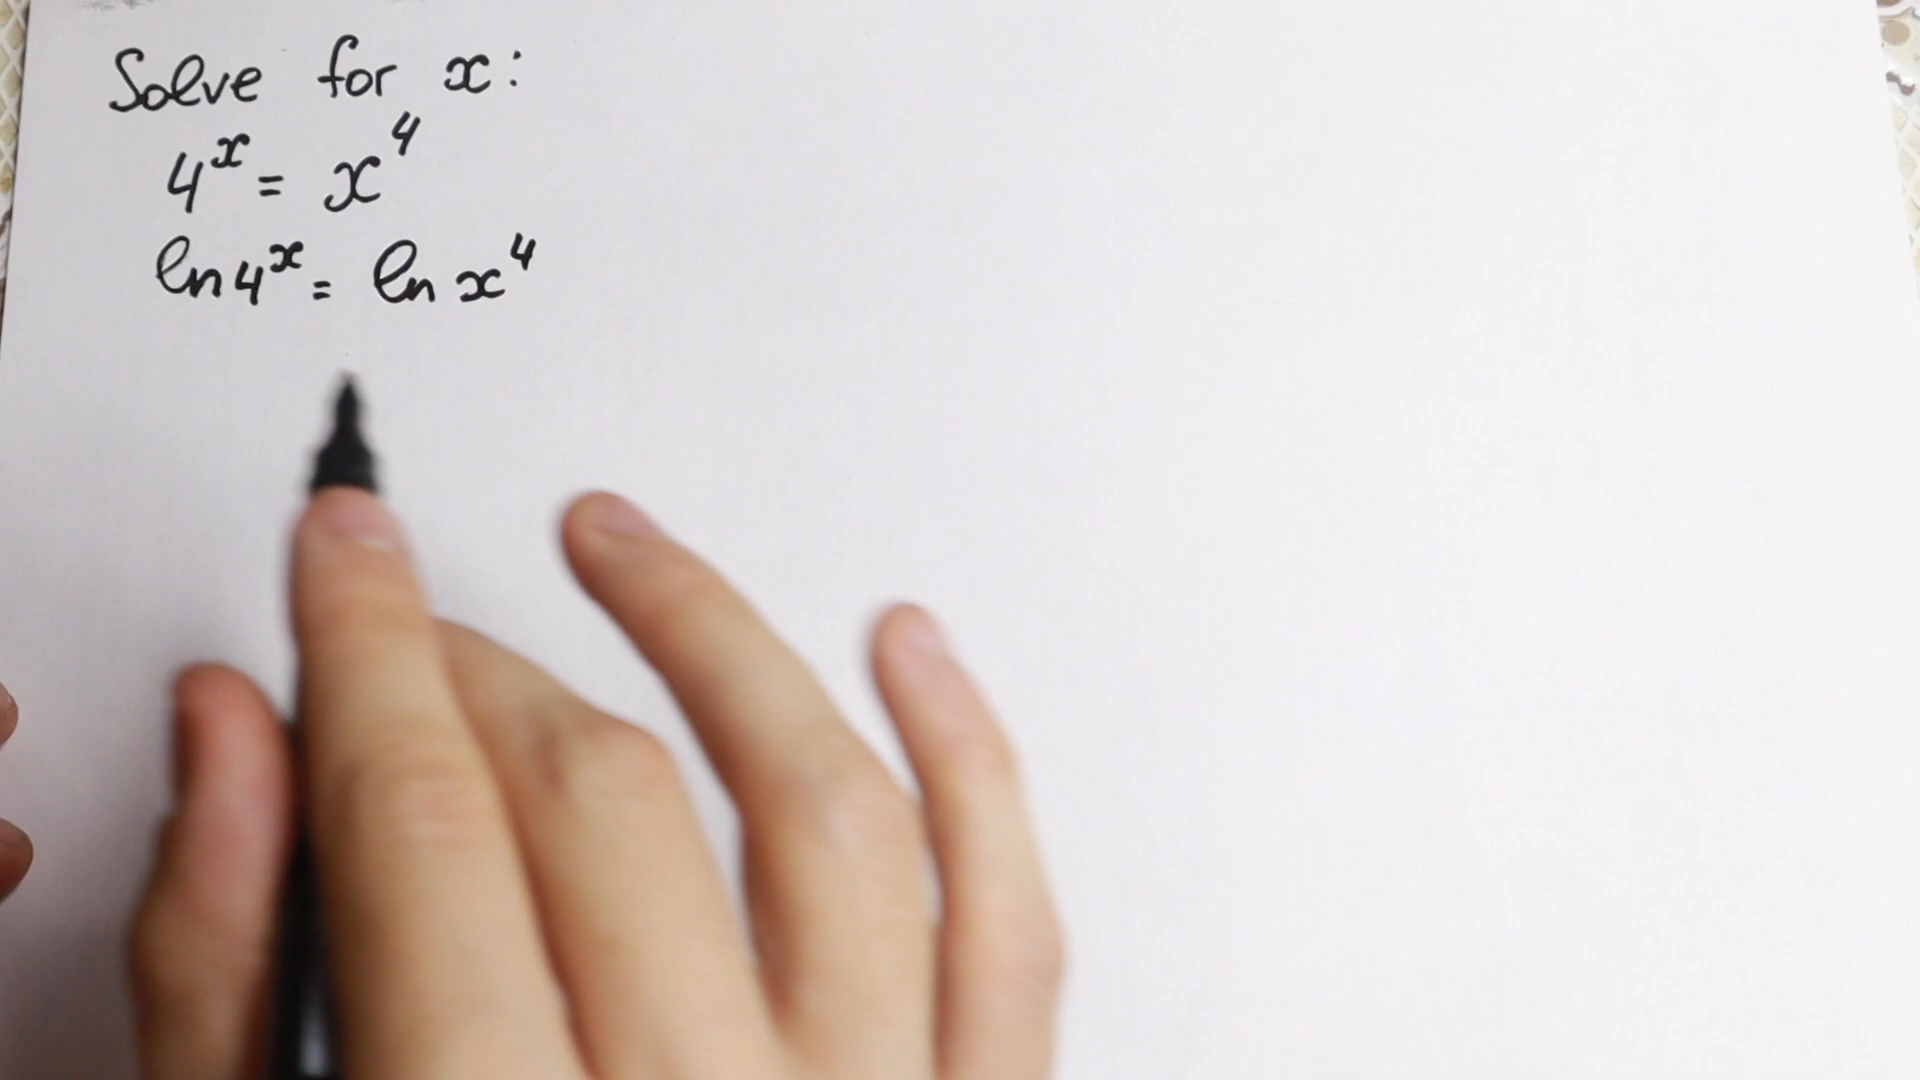 Solve for x:
4^x = x^4
ln 4^x = ln x^4